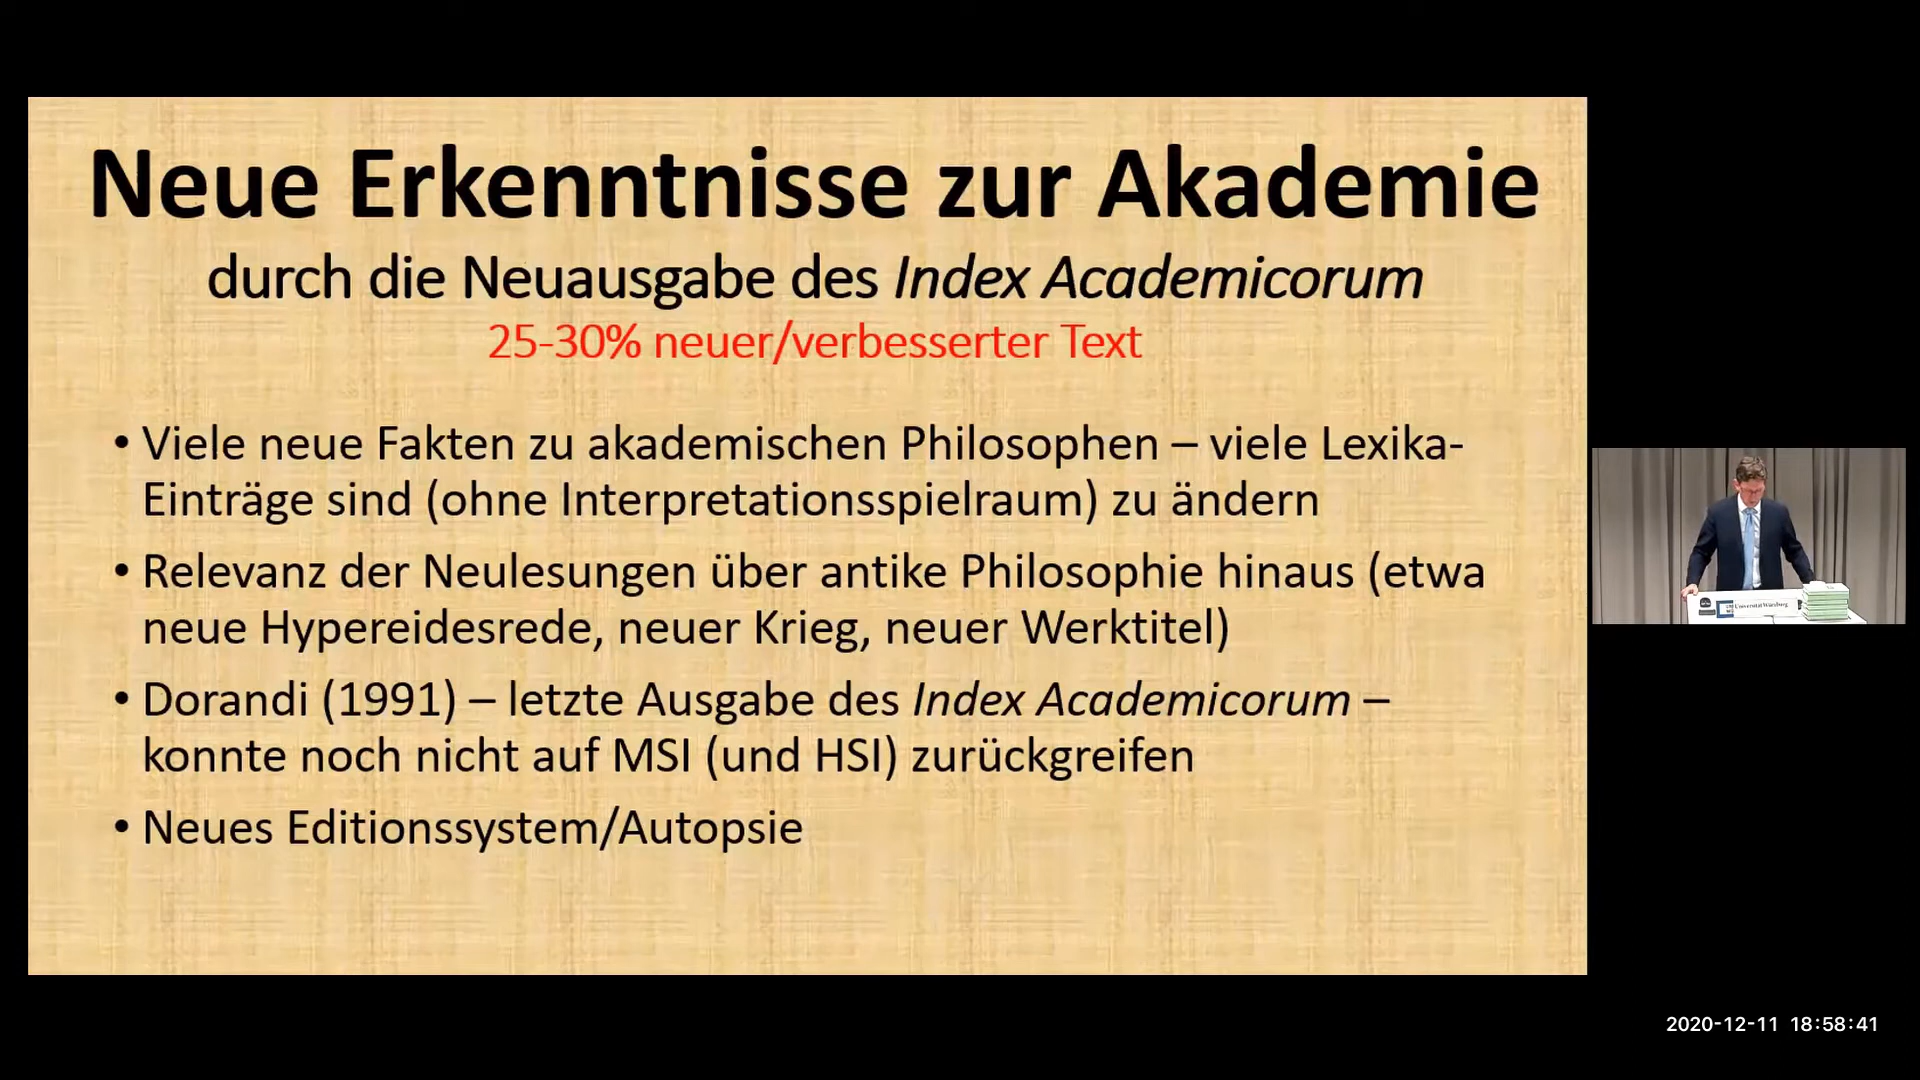 Neue Erkenntnisse zur Akademie
durch die Neuausgabe des Index Academicorum
25-30% neuer/verbesserter Text
• Viele neue Fakten zu akademischen Philosophen – viele Lexika-
Einträge sind (ohne Interpretationsspielraum) zu ändern
• Relevanz der Neulesungen über antike Philosophie hinaus (etwa
neue Hypereidesrede, neuer Krieg, neuer Werktitel)
• Dorandi (1991) – letzte Ausgabe des Index Academicorum –
konnte noch nicht auf MSI (und HSI) zurückgreifen
• Neues Editionssystem/Autopsie
Universität Würzburg
2020-12-11 18:58:41